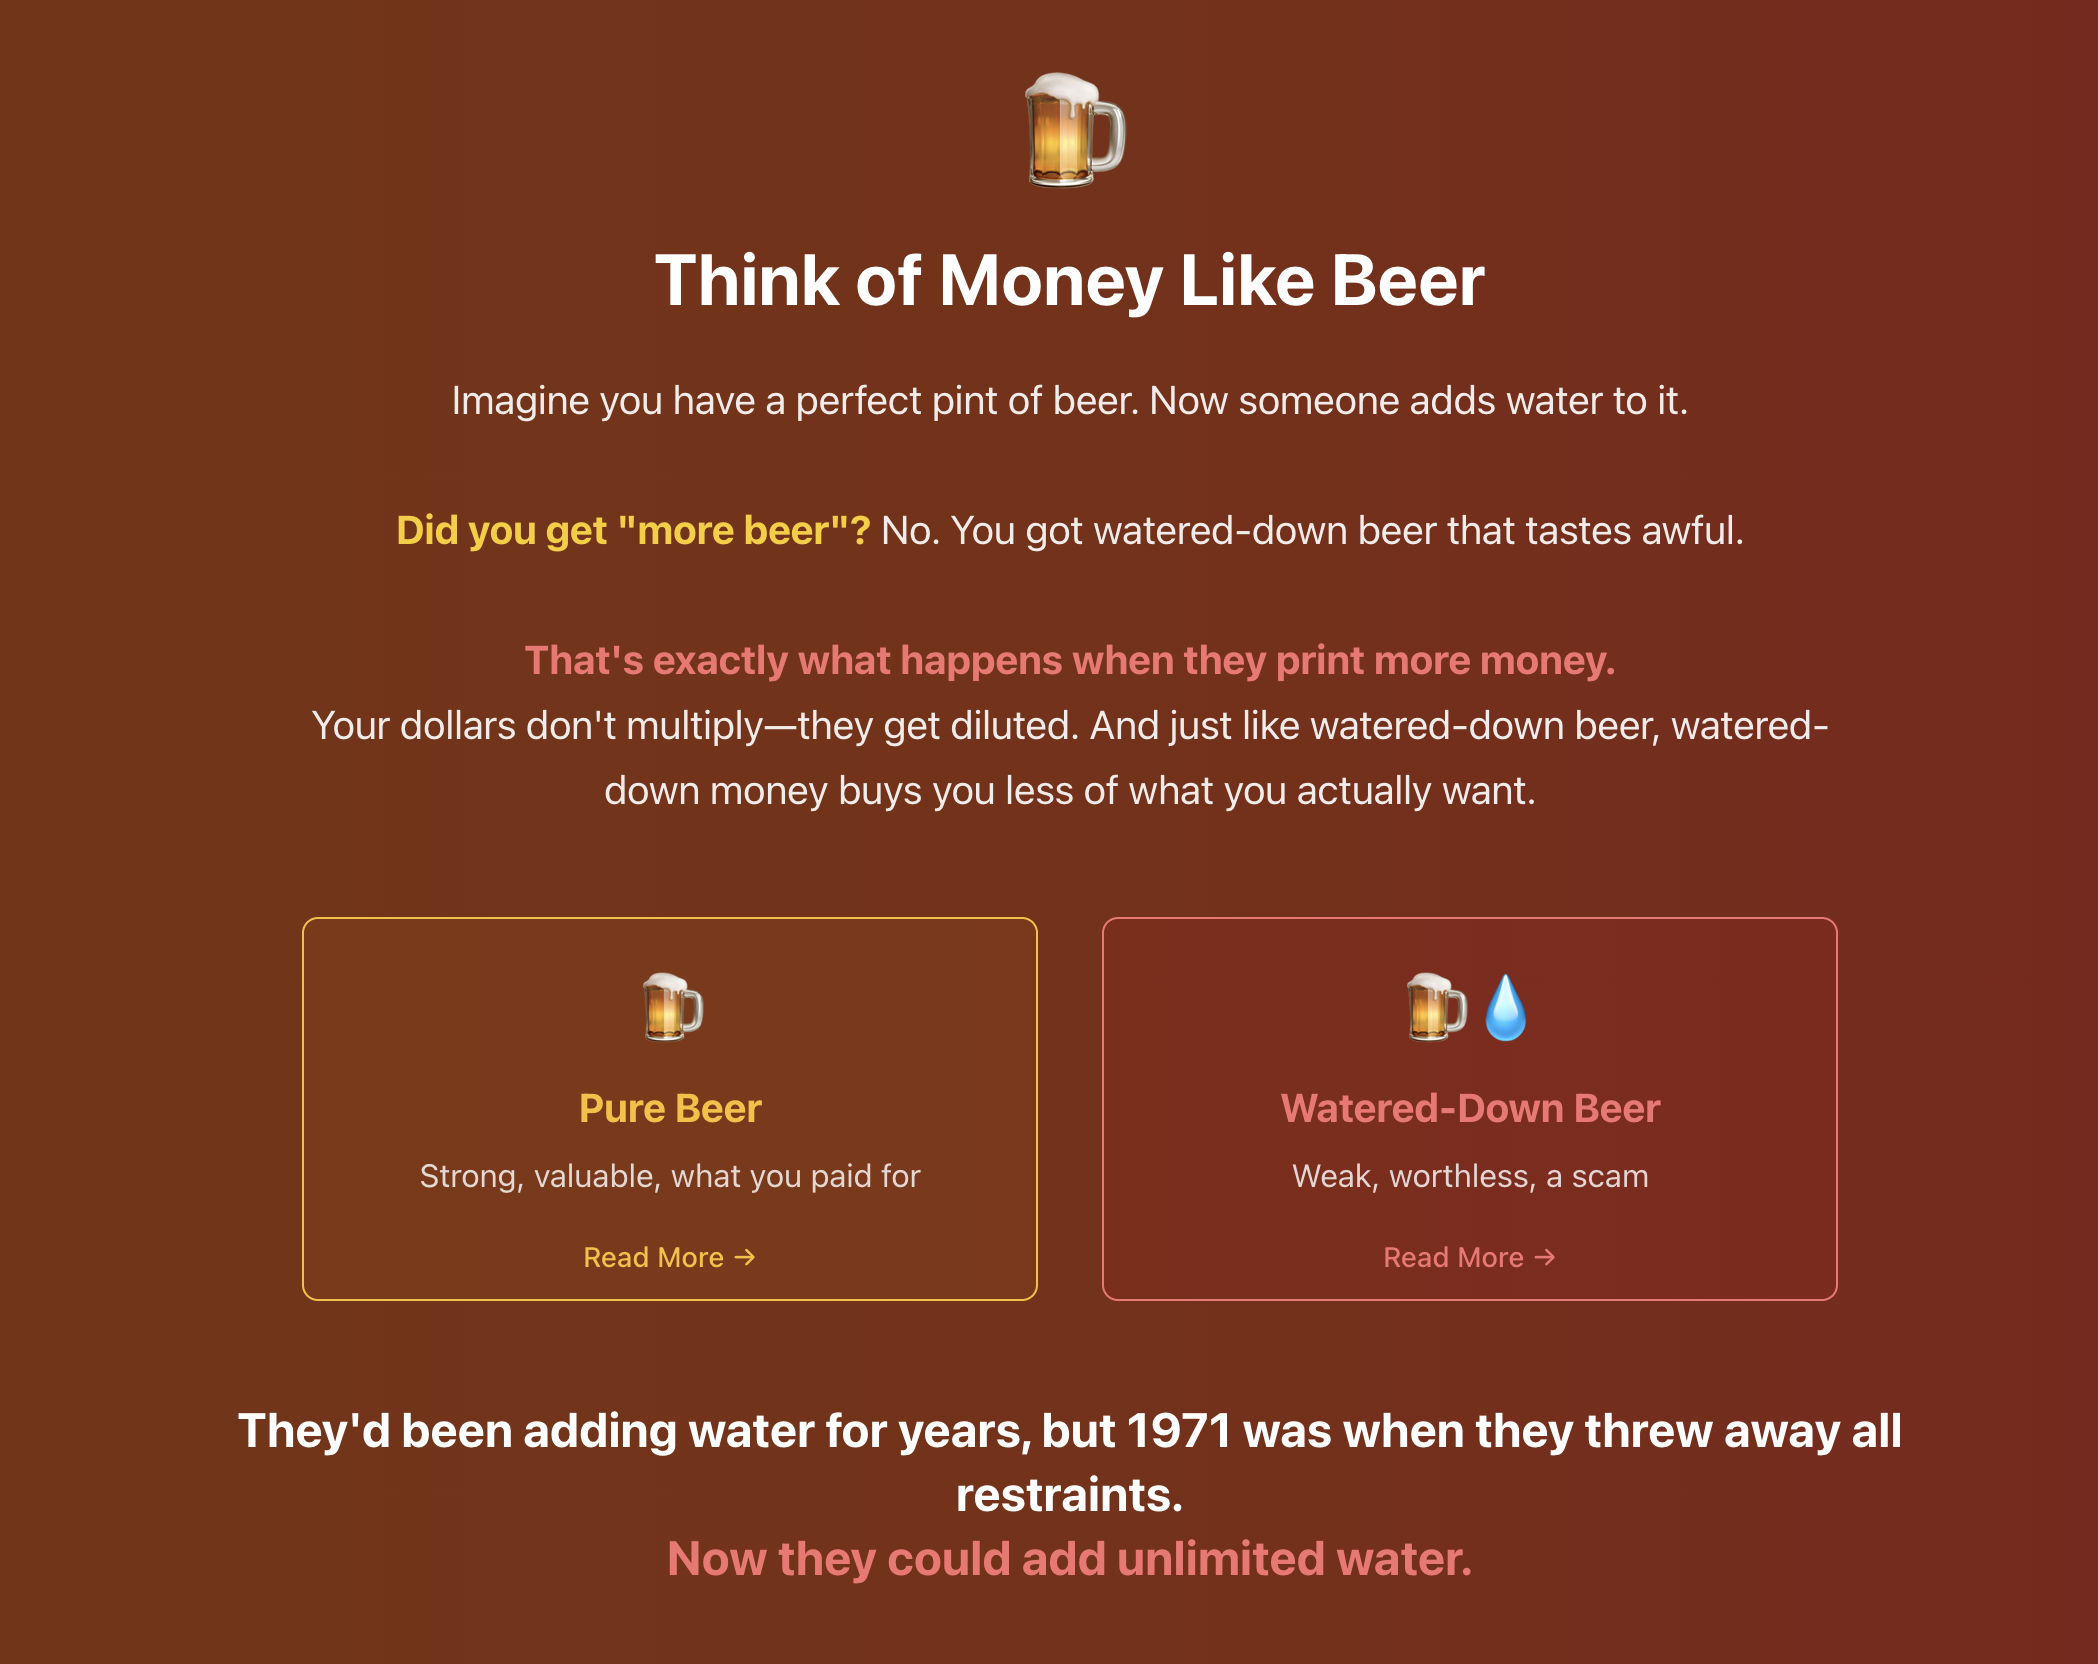 Think of Money Like Beer
Imagine you have a perfect pint of beer. Now someone adds water to it.
Did you get "more beer"? No. You got watered-down beer that tastes awful.
That's exactly what happens when they print more money.
Your dollars don't multiply—they get diluted. And just like watered-down beer, watered-
down money buys you less of what you actually want.
Pure Beer
Strong, valuable, what you paid for
Read More →
Watered-Down Beer
Weak, worthless, a scam
Read More →
They'd been adding water for years, but 1971 was when they threw away all
restraints.
Now they could add unlimited water.